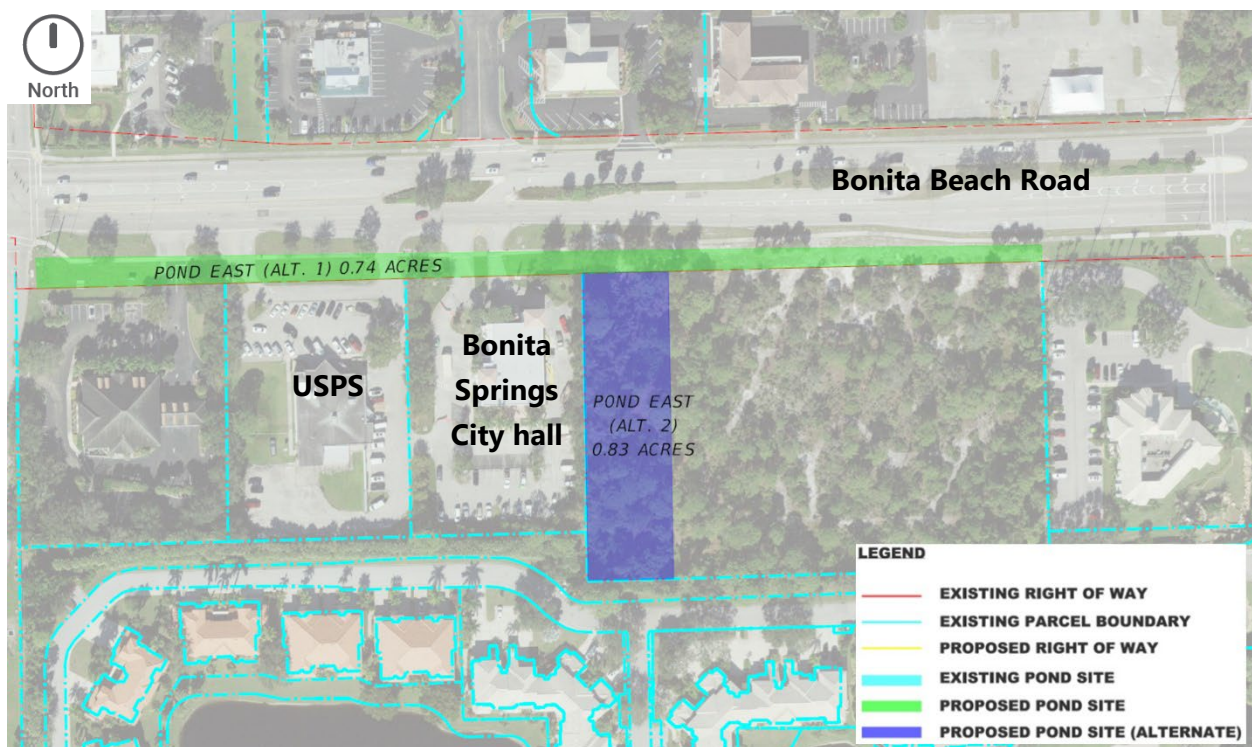 North
Bonita Beach Road
POND EAST (ALT. 1) 0.74 ACRES
USPS
Bonita
Springs
City hall
POND EAST
(ALT. 2)
0.83 ACRES
LEGEND
EXISTING RIGHT OF WAY
EXISTING PARCEL BOUNDARY
PROPOSED RIGHT OF WAY
EXISTING POND SITE
PROPOSED POND SITE
PROPOSED POND SITE (ALTERNATE)